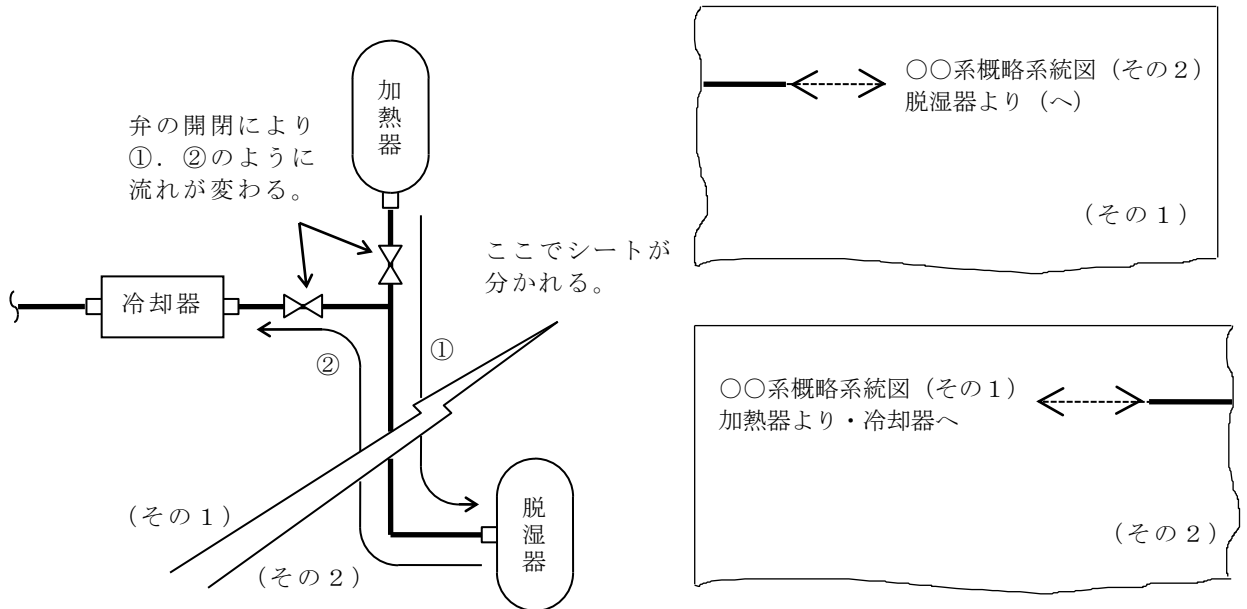 加熱器
弁の開閉により
①．②のように
流れが変わる。
ここでシートが
分かれる。
冷却器
②
①
（その１）
（その２）
脱湿器
○○系概略系統図（その２）
脱湿器より（へ）
（その１）
○○系概略系統図（その１）
加熱器より・冷却器へ
（その２）